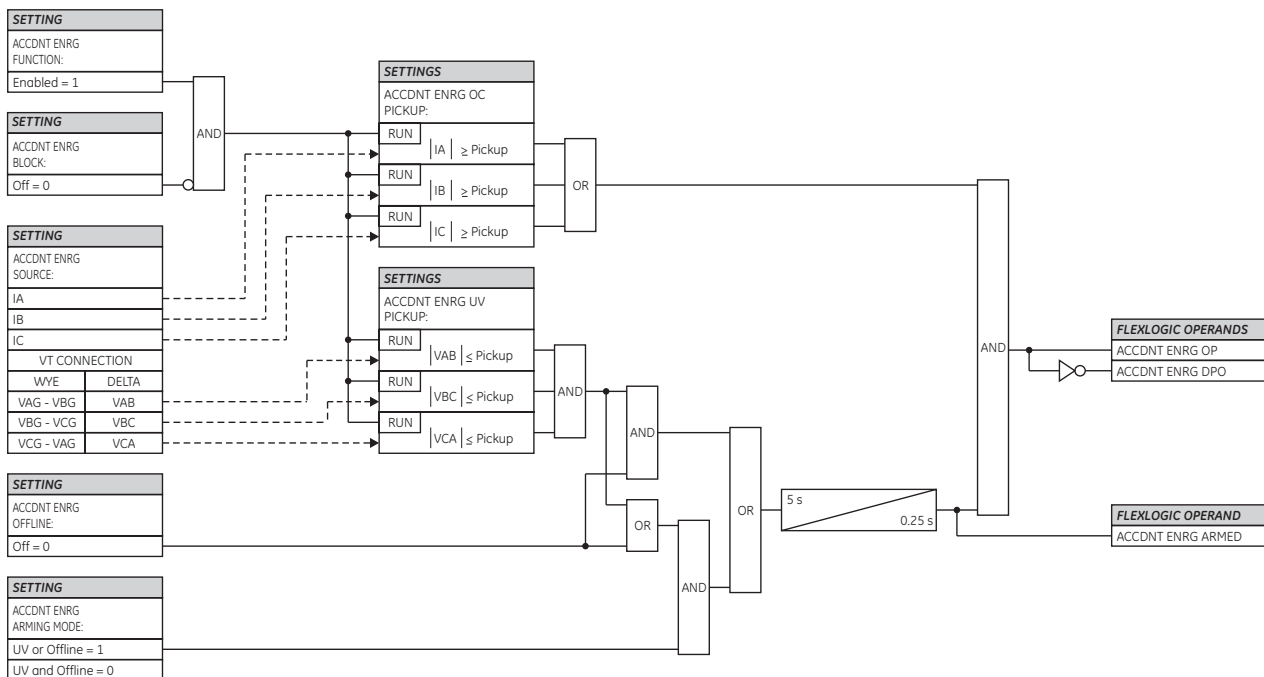 SETTING
ACCDNT ENRG
FUNCTION:
Enabled = 1
SETTING
ACCDNT ENRG
BLOCK:
Off = 0
AND
SETTING
ACCDNT ENRG
SOURCE:
IA
IB
IC
VT CONNECTION
WYE DELTA
VAG - VBG VAB
VBG - VCG VBC
VCG - VAG VCA
SETTING
ACCDNT ENRG
OFFLINE:
Off = 0
SETTING
ACCDNT ENRG
ARMING MODE:
UV or Offline = 1
UV and Offline = 0
SETTINGS
ACCDNT ENRG OC
PICKUP:
RUN
|IA| ≥ Pickup
RUN
|IB| ≥ Pickup
RUN
|IC| ≥ Pickup
OR
SETTINGS
ACCDNT ENRG UV
PICKUP:
RUN
|VAB| ≤ Pickup
RUN
|VBC| ≤ Pickup
RUN
|VCA| ≤ Pickup
AND
AND
OR
AND
OR
5 s
0.25 s
AND
FLEXLOGIC OPERANDS
ACCDNT ENRG OP
ACCDNT ENRG DPO
FLEXLOGIC OPERAND
ACCDNT ENRG ARMED